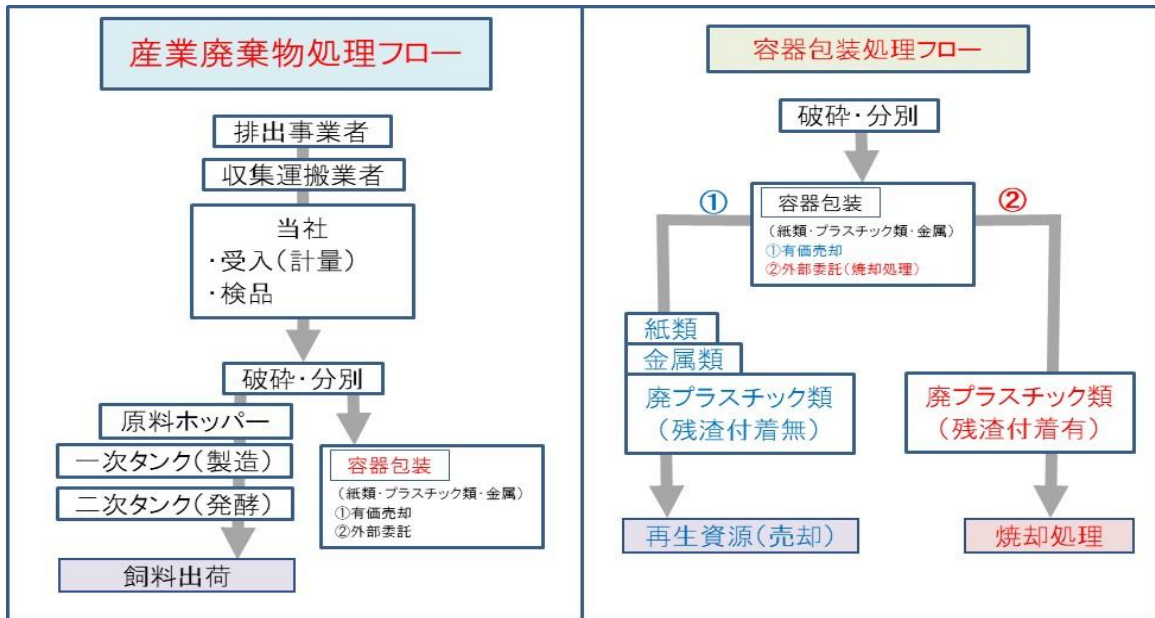 産業廃棄物処理フロー
排出事業者
収集運搬業者
当社
・受入（計量）
・検品
破砕・分別
原料ホッパー
一次タンク（製造）
二次タンク（発酵）
飼料出荷
容器包装
（紙類・プラスチック類・金属）
①有価売却
②外部委託
容器包装処理フロー
破砕・分別
①
②
容器包装
（紙類・プラスチック類・金属）
①有価売却
②外部委託（焼却処理）
紙類
金属類
廃プラスチック類
（残渣付着無）
再生資源（売却）
廃プラスチック類
（残渣付着有）
焼却処理